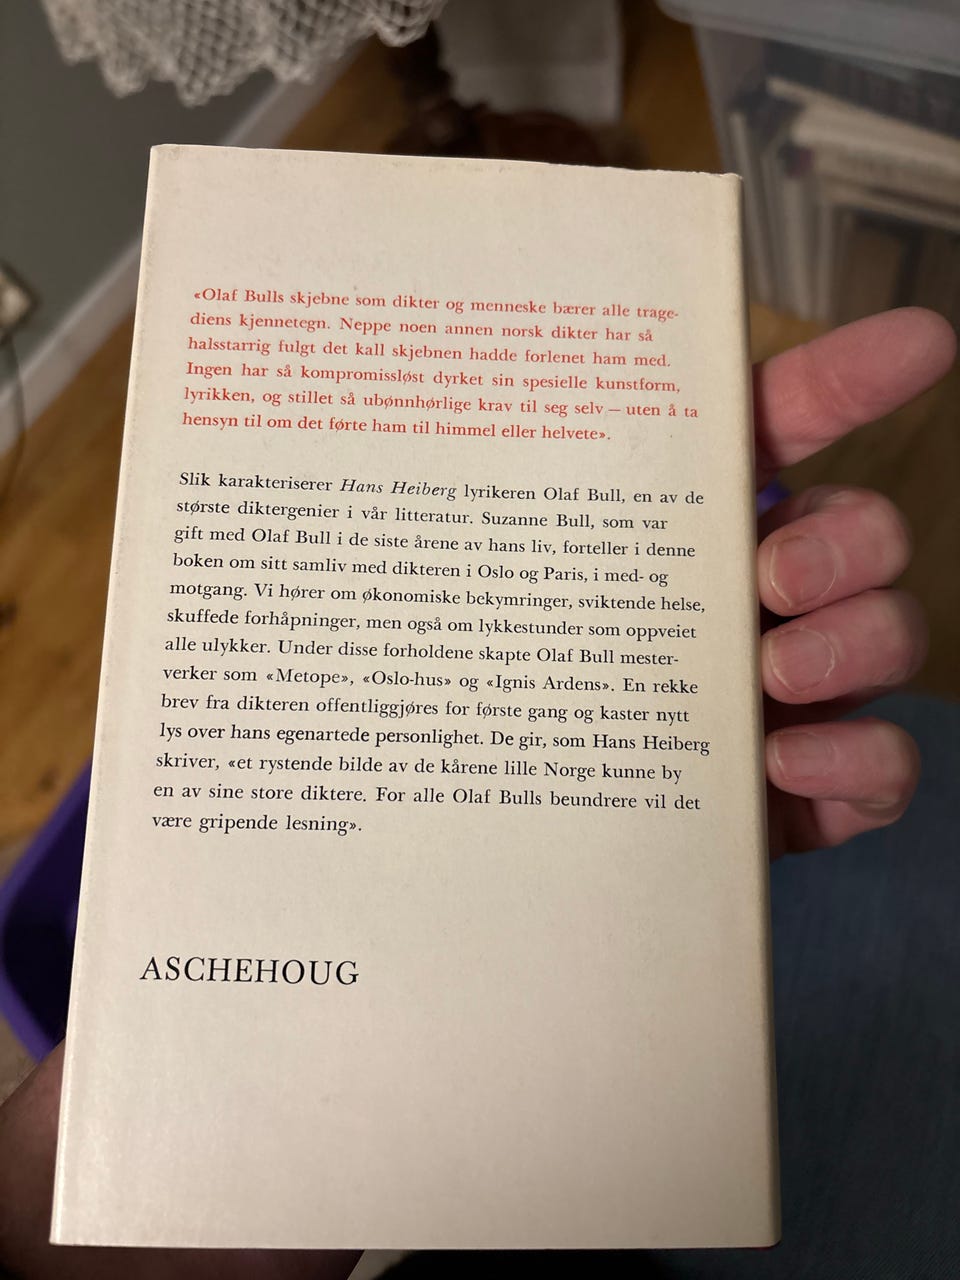 «Olaf Bulls skjebne som dikter og menneske bærer alle trage-
diens kjennetegn. Neppe noen annen norsk dikter har så
halsstarrig fulgt det kall skjebnen hadde forlenet ham med.
Ingen har så kompromissløst dyrket sin spesielle kunstform,
lyrikken, og stillet så ubønnhørlige krav til seg selv — uten å ta
hensyn til om det førte ham til himmel eller helvete».
Slik karakteriserer Hans Heiberg lyrikeren Olaf Bull, en av de
største diktergenier i vår litteratur. Suzanne Bull, som var
gift med Olaf Bull i de siste årene av hans liv, forteller i denne
boken om sitt samliv med dikteren i Oslo og Paris, i med- og
motgang. Vi hører om økonomiske bekymringer, sviktende helse,
skuffede forhåpninger, men også om lykkestunder som oppveiet
alle ulykker. Under disse forholdene skapte Olaf Bull mester-
verker som «Metope», «Oslo-hus» og «Ignis Ardens». En rekke
brev fra dikteren offentliggjøres for første gang og kaster nytt
lys over hans egenartede personlighet. De gir, som Hans Heiberg
skriver, «et rystende bilde av de kårene lille Norge kunne by
en av sine store diktere. For alle Olaf Bulls beundrere vil det
være gripende lesning».
ASCHEHOUG